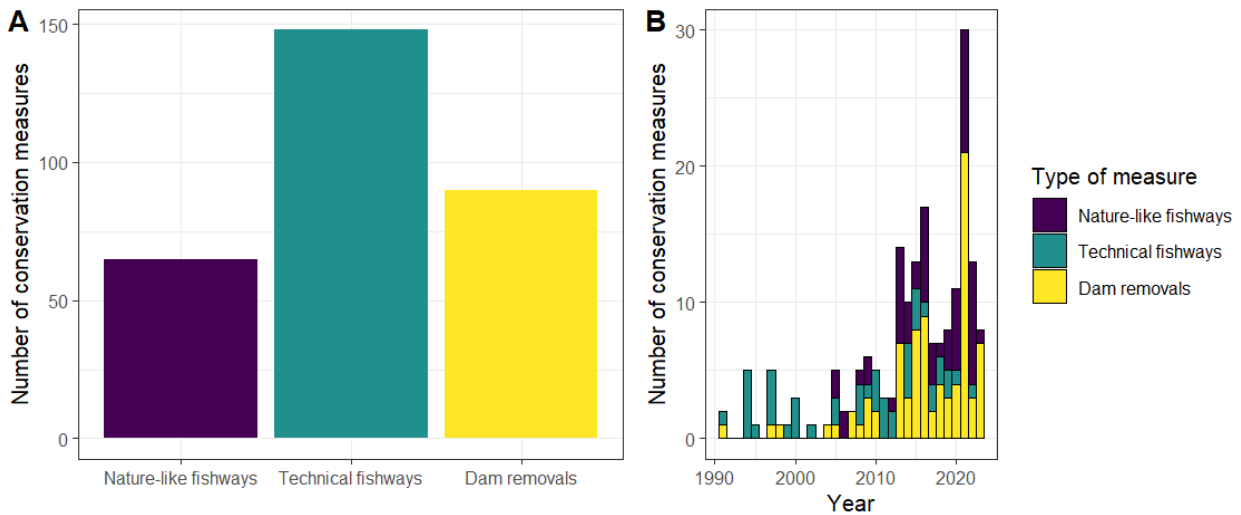 A
Number of conservation measures
150
100
50
0
Nature-like fishways
Technical fishways
Dam removals
B
Number of conservation measures
30
20
10
0
1990
2000
2010
2020
Year
Type of measure
Nature-like fishways
Technical fishways
Dam removals